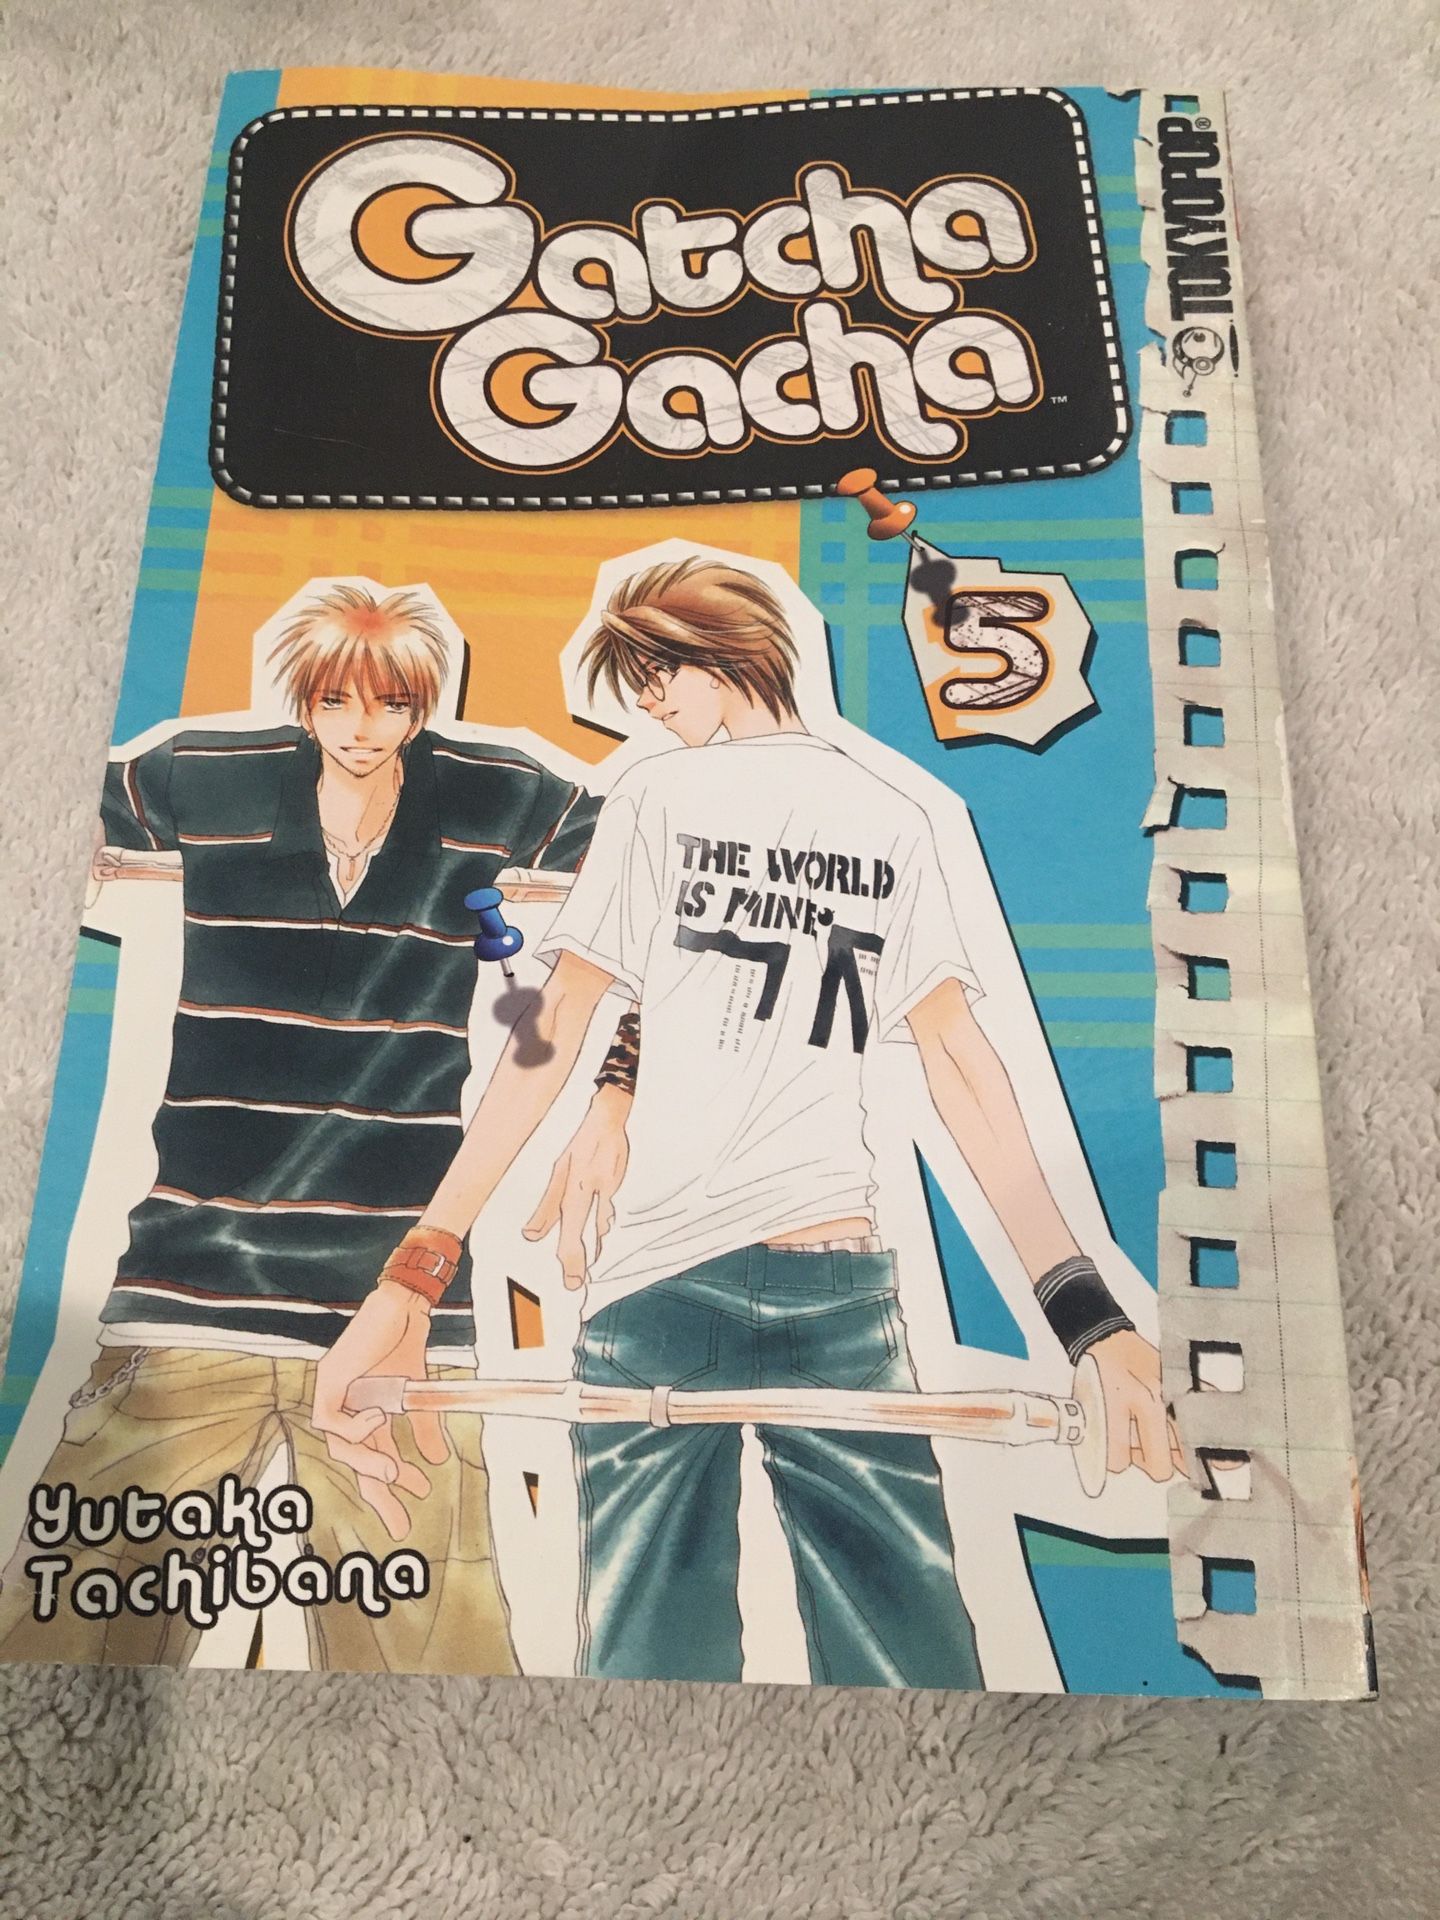 Gatcha
Gacha
™
TOKYOPOP®
5
THE WORLD
IS MINE
Yutaka
Tachibana